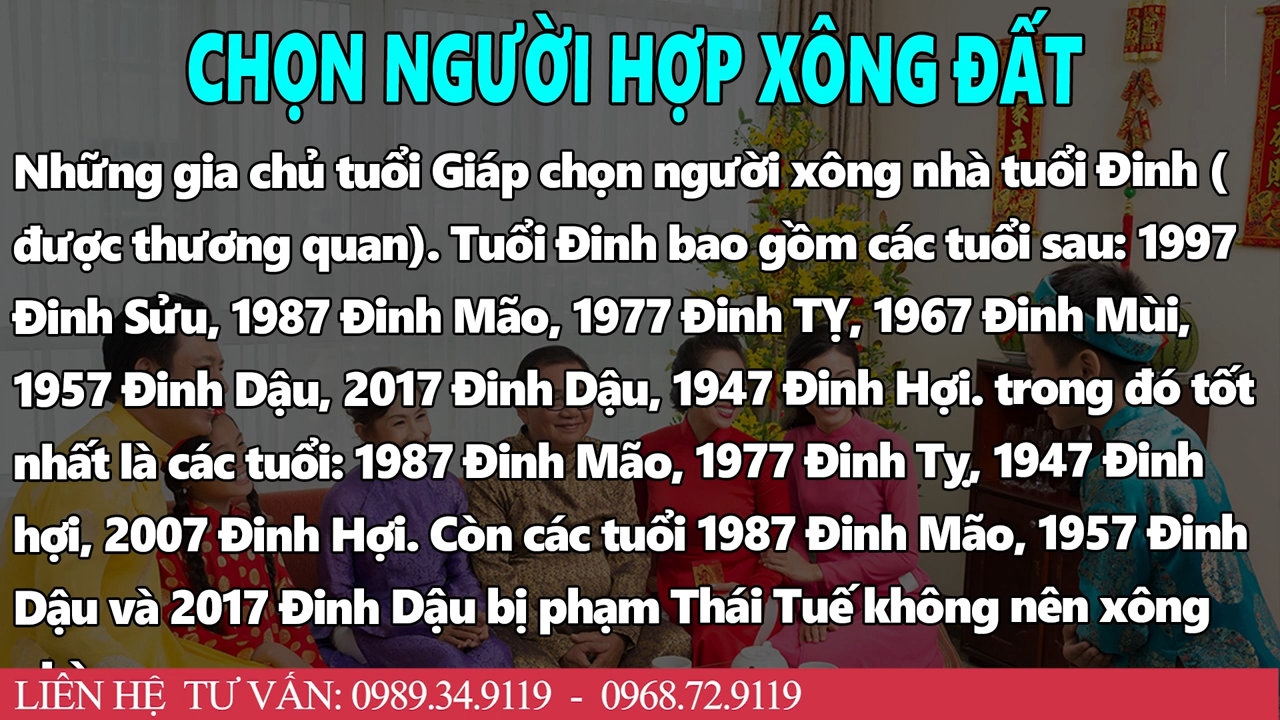 CHỌN NGƯỜI HỢP XÔNG ĐẤT
Những gia chủ tuổi Giáp chọn người xông nhà tuổi Đinh (
được thương quan). Tuổi Đinh bao gồm các tuổi sau: 1997
Đinh Sửu, 1987 Đinh Mão, 1977 Đinh TỴ, 1967 Đinh Mùi,
1957 Đinh Dậu, 2017 Đinh Dậu, 1947 Đinh Hợi. trong đó tốt
nhất là các tuổi: 1987 Đinh Mão, 1977 Đinh Tỵ, 1947 Đinh
hợi, 2007 Đinh Hợi. Còn các tuổi 1987 Đinh Mão, 1957 Đinh
Dậu và 2017 Đinh Dậu bị phạm Thái Tuế không nên xông
LIÊN HỆ TƯ VẤN: 0989.34.9119 - 0968.72.9119